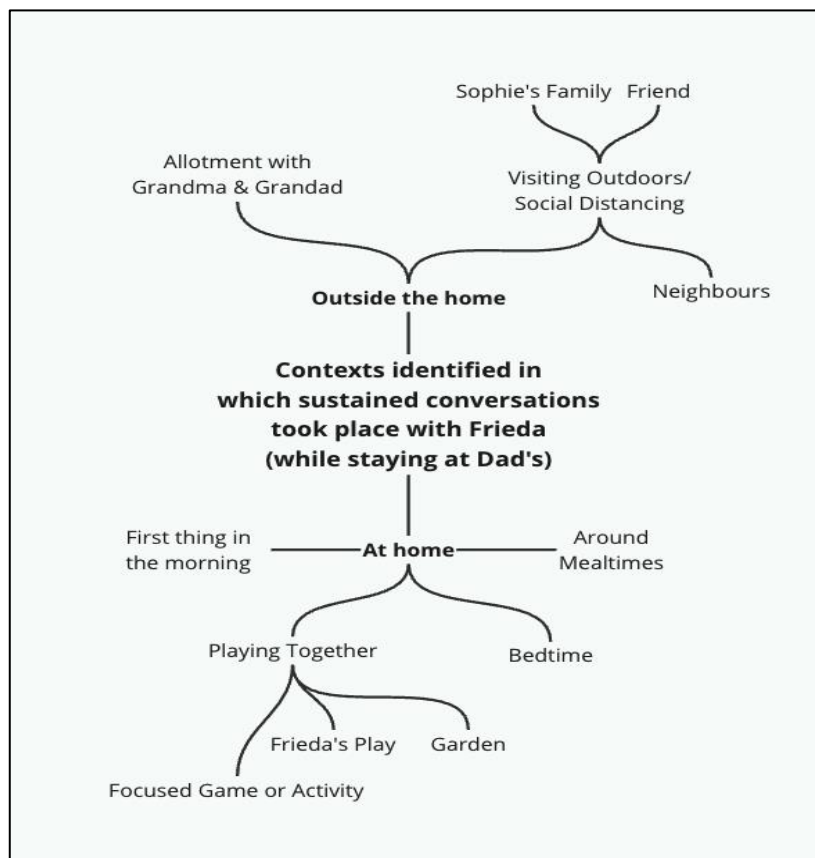 Sophie's Family
Friend
Allotment with
Grandma & Grandad
Visiting Outdoors/
Social Distancing
Neighbours
Outside the home
Contexts identified in
which sustained conversations
took place with Frieda
(while staying at Dad's)
First thing in
the morning
At home
Around
Mealtimes
Playing Together
Bedtime
Frieda's Play
Garden
Focused Game or Activity